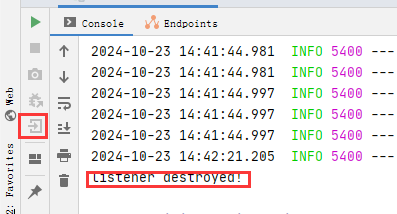 Console
Endpoints
2024-10-23 14:41:44.981 INFO 5400 ---
2024-10-23 14:41:44.981 INFO 5400 ---
2024-10-23 14:41:44.997 INFO 5400 ---
2024-10-23 14:41:44.997 INFO 5400 ---
2024-10-23 14:41:44.997 INFO 5400 ---
2024-10-23 14:42:21.205 INFO 5400 ---
listener destroyed!
Web
2: Favorites